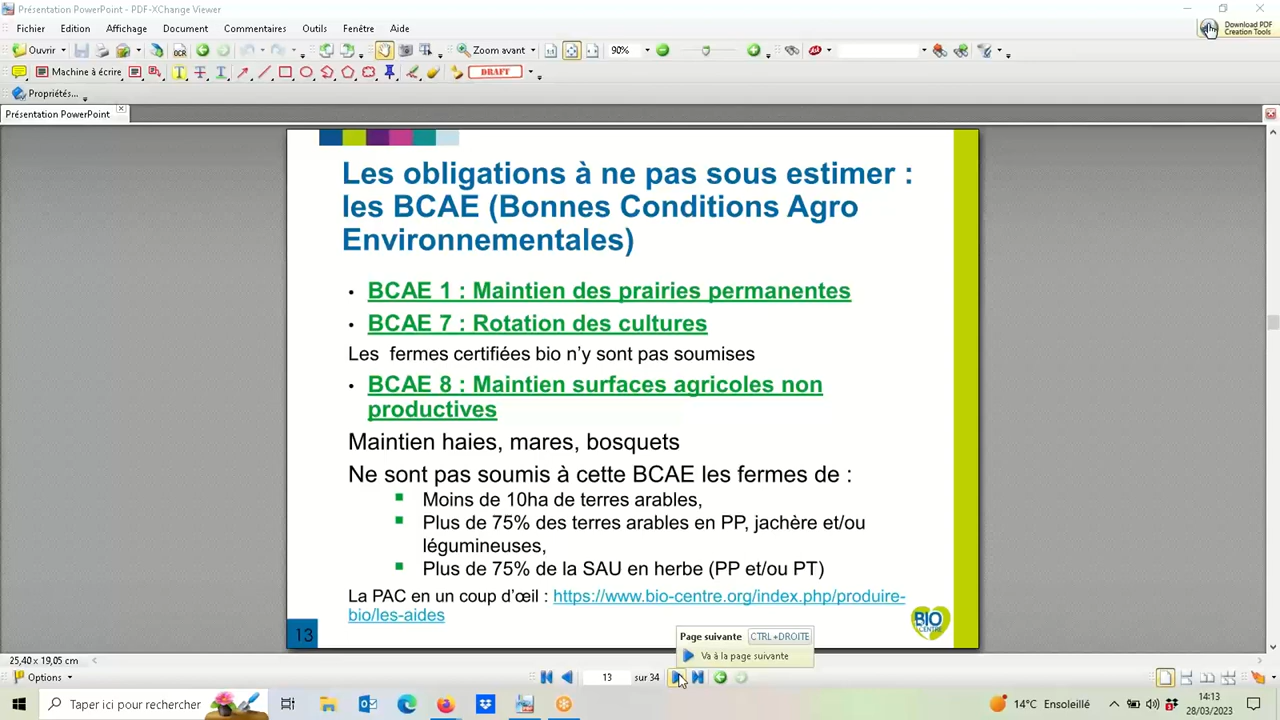 Présentation PowerPoint - PDF-XChange Viewer
Fichier Edition Affichage Document Commentaires Outils Fenêtre Aide
Download PDF
Creation Tools
Ouvrir OCR Zoom avant 90%
Machine à écrire DRAFT
Propriétés...
Présentation PowerPoint
Les obligations à ne pas sous estimer :
les BCAE (Bonnes Conditions Agro
Environnementales)
• BCAE 1 : Maintien des prairies permanentes
• BCAE 7 : Rotation des cultures
Les fermes certifiées bio n’y sont pas soumises
• BCAE 8 : Maintien surfaces agricoles non
productives
Maintien haies, mares, bosquets
Ne sont pas soumis à cette BCAE les fermes de :
Moins de 10ha de terres arables,
Plus de 75% des terres arables en PP, jachère et/ou
légumineuses,
Plus de 75% de la SAU en herbe (PP et/ou PT)
La PAC en un coup d’œil : https://www.bio-centre.org/index.php/produire-
bio/les-aides
13
BIO
CENTRE
Page suivante CTRL+DROITE
Va à la page suivante
25,40 x 19,05 cm
Options
13 sur 34
Taper ici pour rechercher
14°C Ensoleillé
14:13
28/03/2023